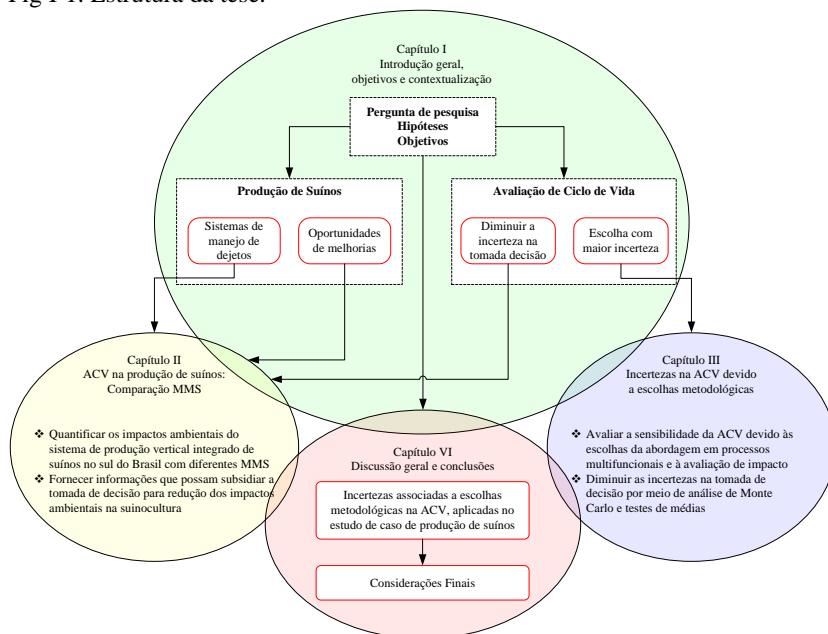 Fig I-1. Estrutura da tese.
Capítulo I
Introdução geral,
objetivos e contextualização
Pergunta de pesquisa
Hipóteses
Objetivos
Produção de Suínos
Sistemas de
manejo de
dejetos
Oportunidades
de melhorias
Avaliação de Ciclo de Vida
Diminuir a
incerteza na
tomada decisão
Escolha com
maior incerteza
Capítulo II
ACV na produção de suínos:
Comparação MMS
❖ Quantificar os impactos ambientais do
sistema de produção vertical integrado de
suínos no sul do Brasil com diferentes MMS
❖ Fornecer informações que possam subsidiar a
tomada de decisão para redução dos impactos
ambientais na suinocultura
Capítulo III
Incertezas na ACV devido
a escolhas metodológicas
❖ Avaliar a sensibilidade da ACV devido às
escolhas da abordagem em processos
multifuncionais e à avaliação de impacto
❖ Diminuir as incertezas na tomada de
decisão por meio de análise de Monte
Carlo e testes de médias
Capítulo VI
Discussão geral e conclusões
Incertezas associadas a escolhas
metodológicas na ACV, aplicadas no
estudo de caso de produção de suínos
Considerações Finais